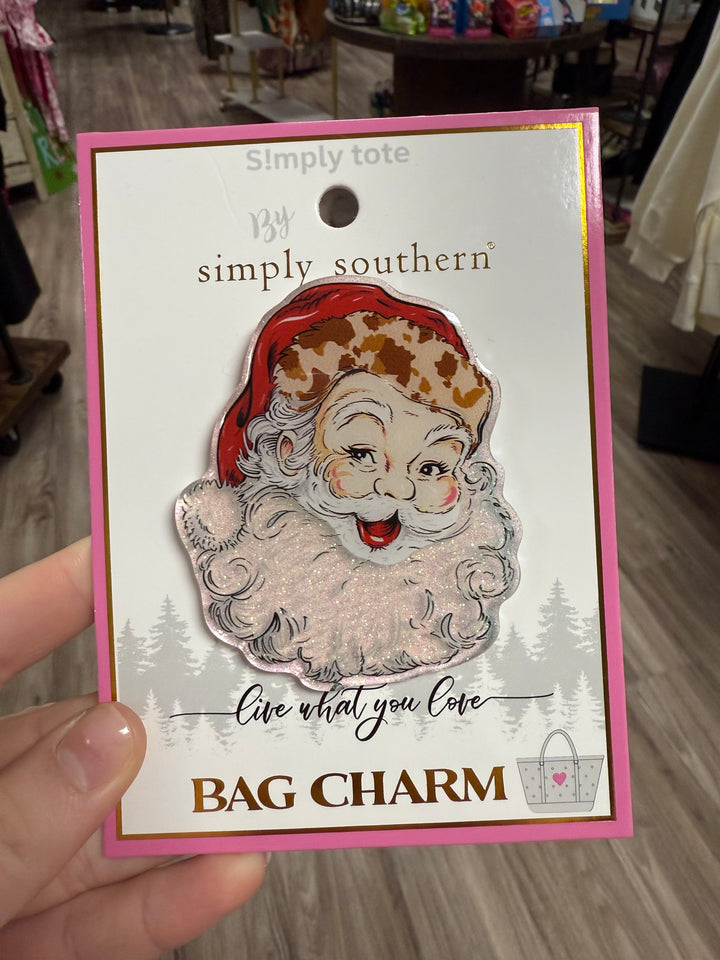 S!mply tote
By
simply southern®
live what you love
BAG CHARM